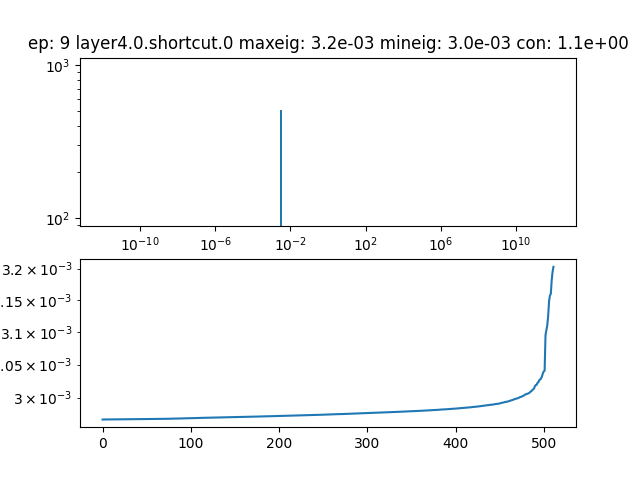 ep: 9 layer4.0.shortcut.0 maxeig: 3.2e-03 mineig: 3.0e-03 con: 1.1e+00
10³
10²
10⁻¹⁰ 10⁻⁶ 10⁻² 10² 10⁶ 10¹⁰
3.2 × 10⁻³
.15 × 10⁻³
3.1 × 10⁻³
.05 × 10⁻³
3 × 10⁻³
0 100 200 300 400 500